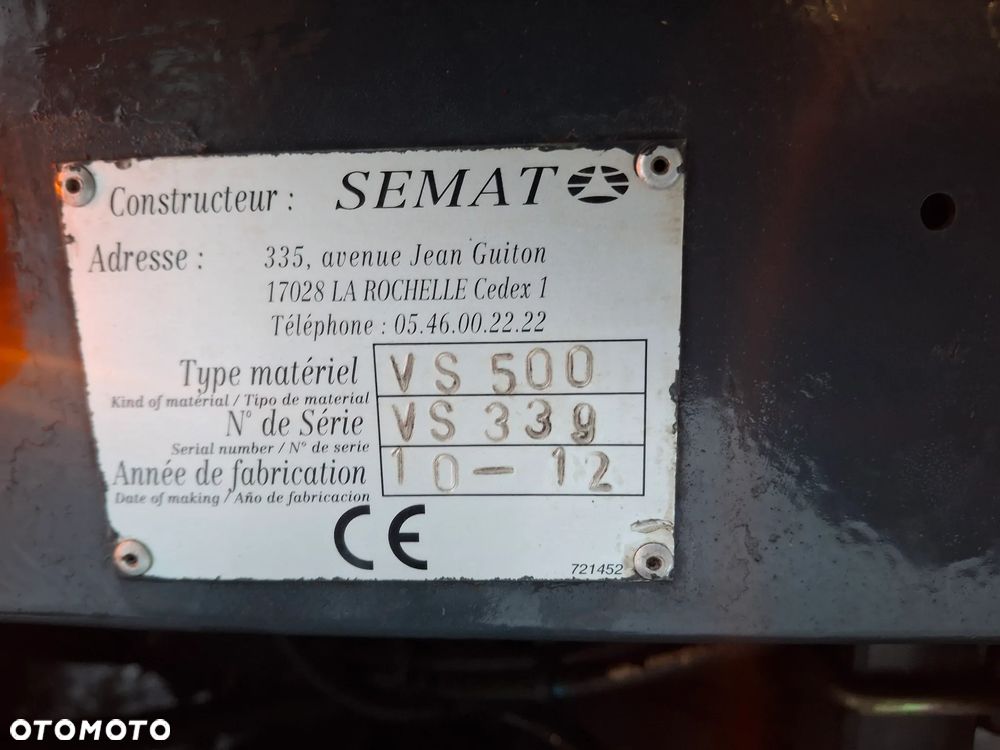 Constructeur : SEMAT
Adresse : 335, avenue Jean Guiton
17028 LA ROCHELLE Cedex 1
Téléphone : 05.46.00.22.22
Type matériel VS 500
Kind of material / Tipo de material
N° de Série VS 339
Serial number / N° de serie
Année de fabrication 10-12
Date of making / Año de fabricacion
CE
721452
OTOMOTO